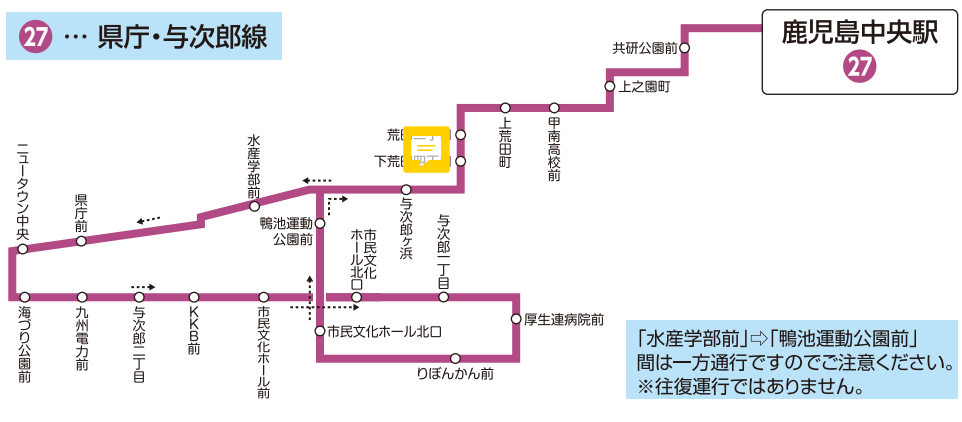 27 … 県庁・与次郎線
鹿児島中央駅
27
共研公園前
上之園町
甲南高校前
上荒田町
与次郎ヶ浜
水産学部前
県庁前
ニュータウン中央
海づり公園前
九州電力前
与次郎二丁目
KKB前
市民文化ホール前
市民文化
ホール北口
与次郎一丁目
厚生連病院前
りぼんかん前
市民文化ホール北口
鴨池運動
公園前
「水産学部前」⇨「鴨池運動公園前」
間は一方通行ですのでご注意ください。
※往復運行ではありません。